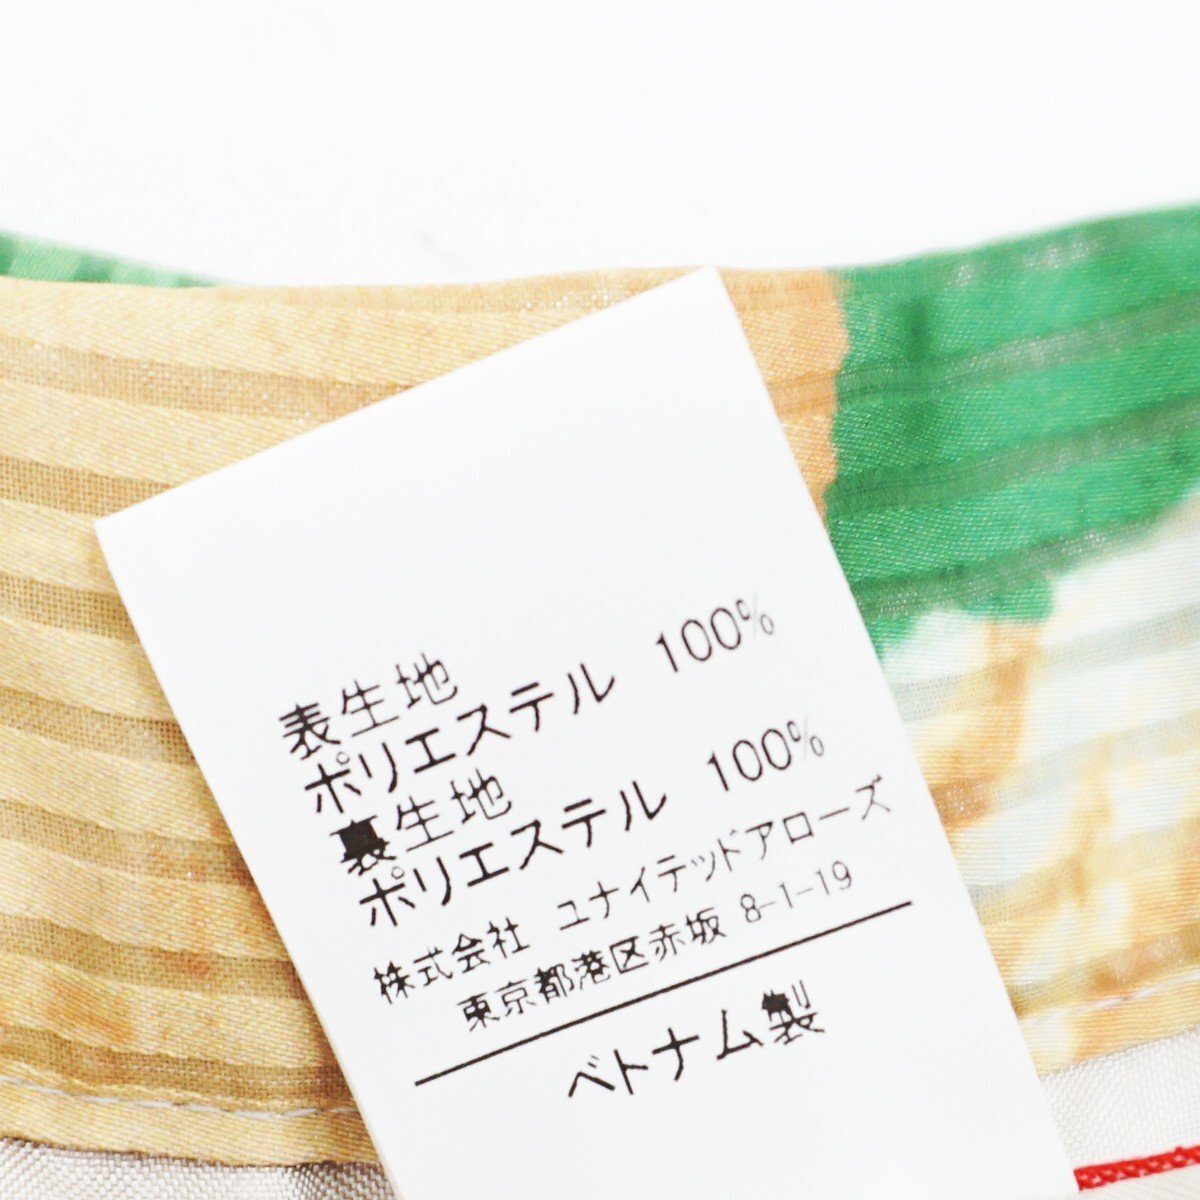 表生地
ポリエステル 100%
裏生地
ポリエステル 100%
株式会社 ユナイテッドアローズ
東京都港区赤坂 8-1-19
ベトナム製